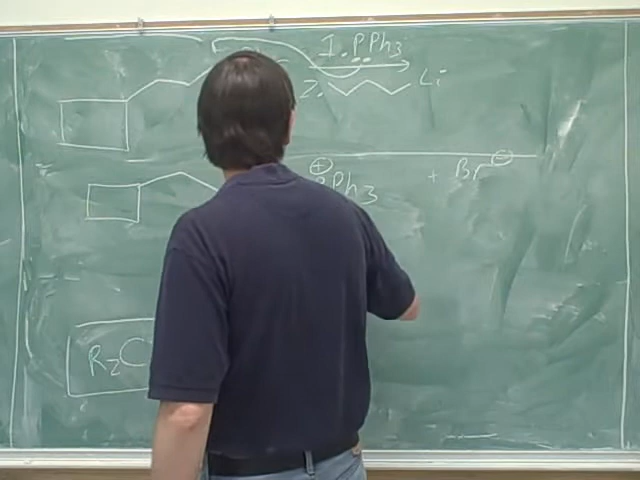 1. PPh3
2. Li
⊕
PPh3 + Br⊖
R2C